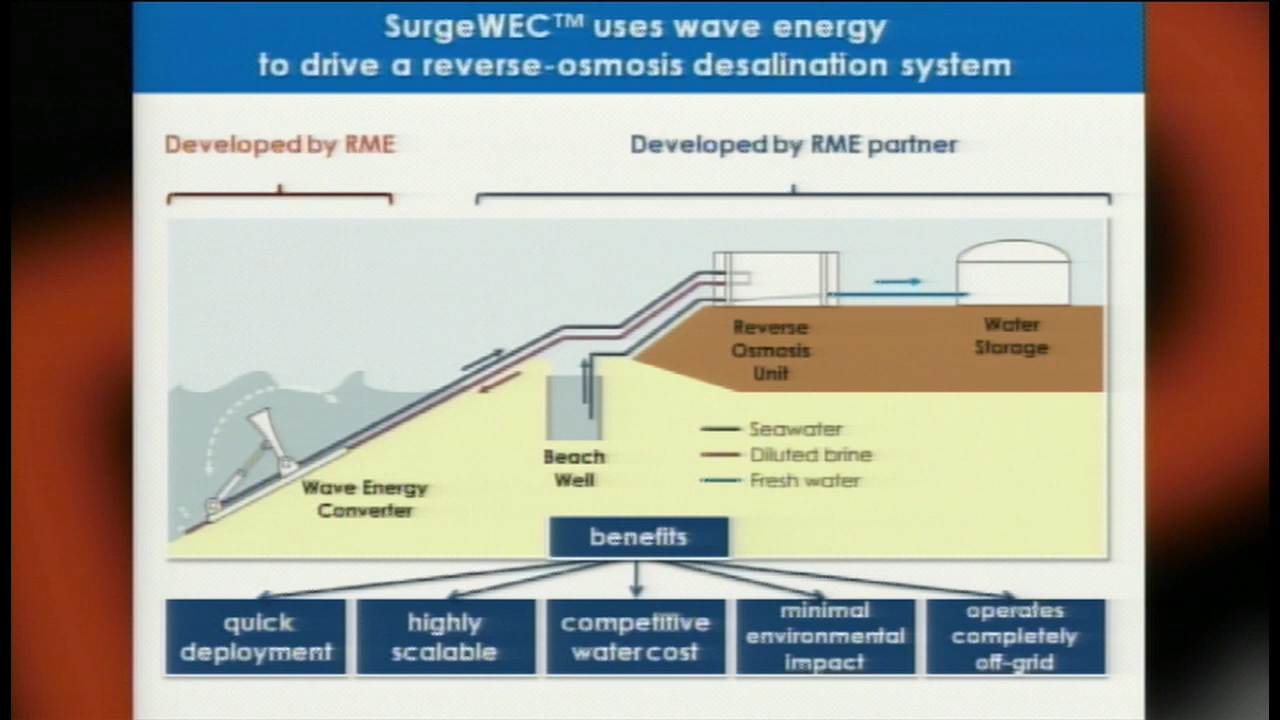 SurgeWEC™ uses wave energy
to drive a reverse-osmosis desalination system
Developed by RME
Developed by RME partner
Reverse
Osmosis
Unit
Water
Storage
Seawater
Diluted brine
Fresh water
Beach
Well
Wave Energy
Converter
benefits
quick
deployment
highly
scalable
competitive
water cost
minimal
environmental
impact
operates
completely
off-grid